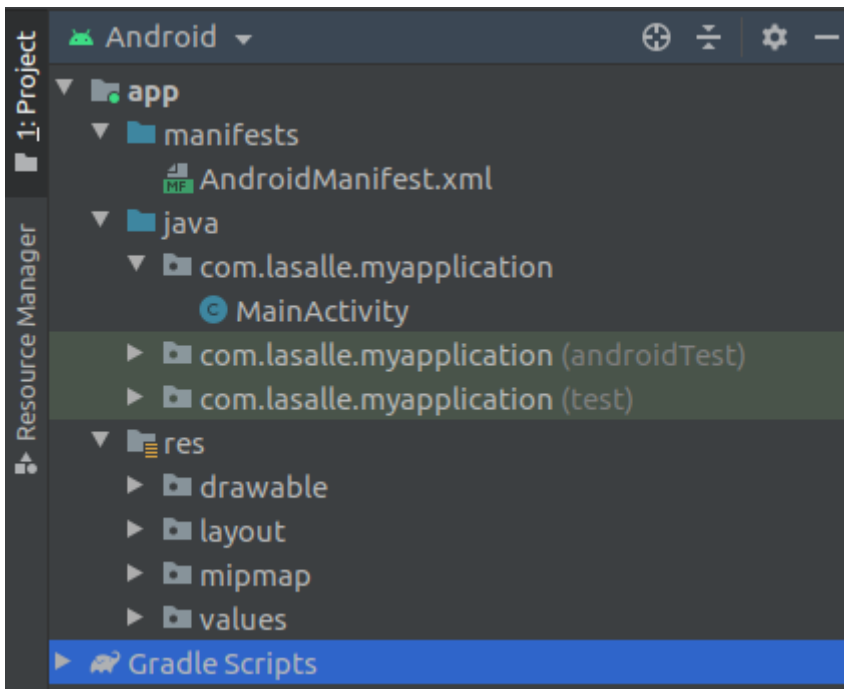 1: Project
Resource Manager
Android
app
manifests
MF AndroidManifest.xml
java
com.lasalle.myapplication
C MainActivity
com.lasalle.myapplication (androidTest)
com.lasalle.myapplication (test)
res
drawable
layout
mipmap
values
Gradle Scripts